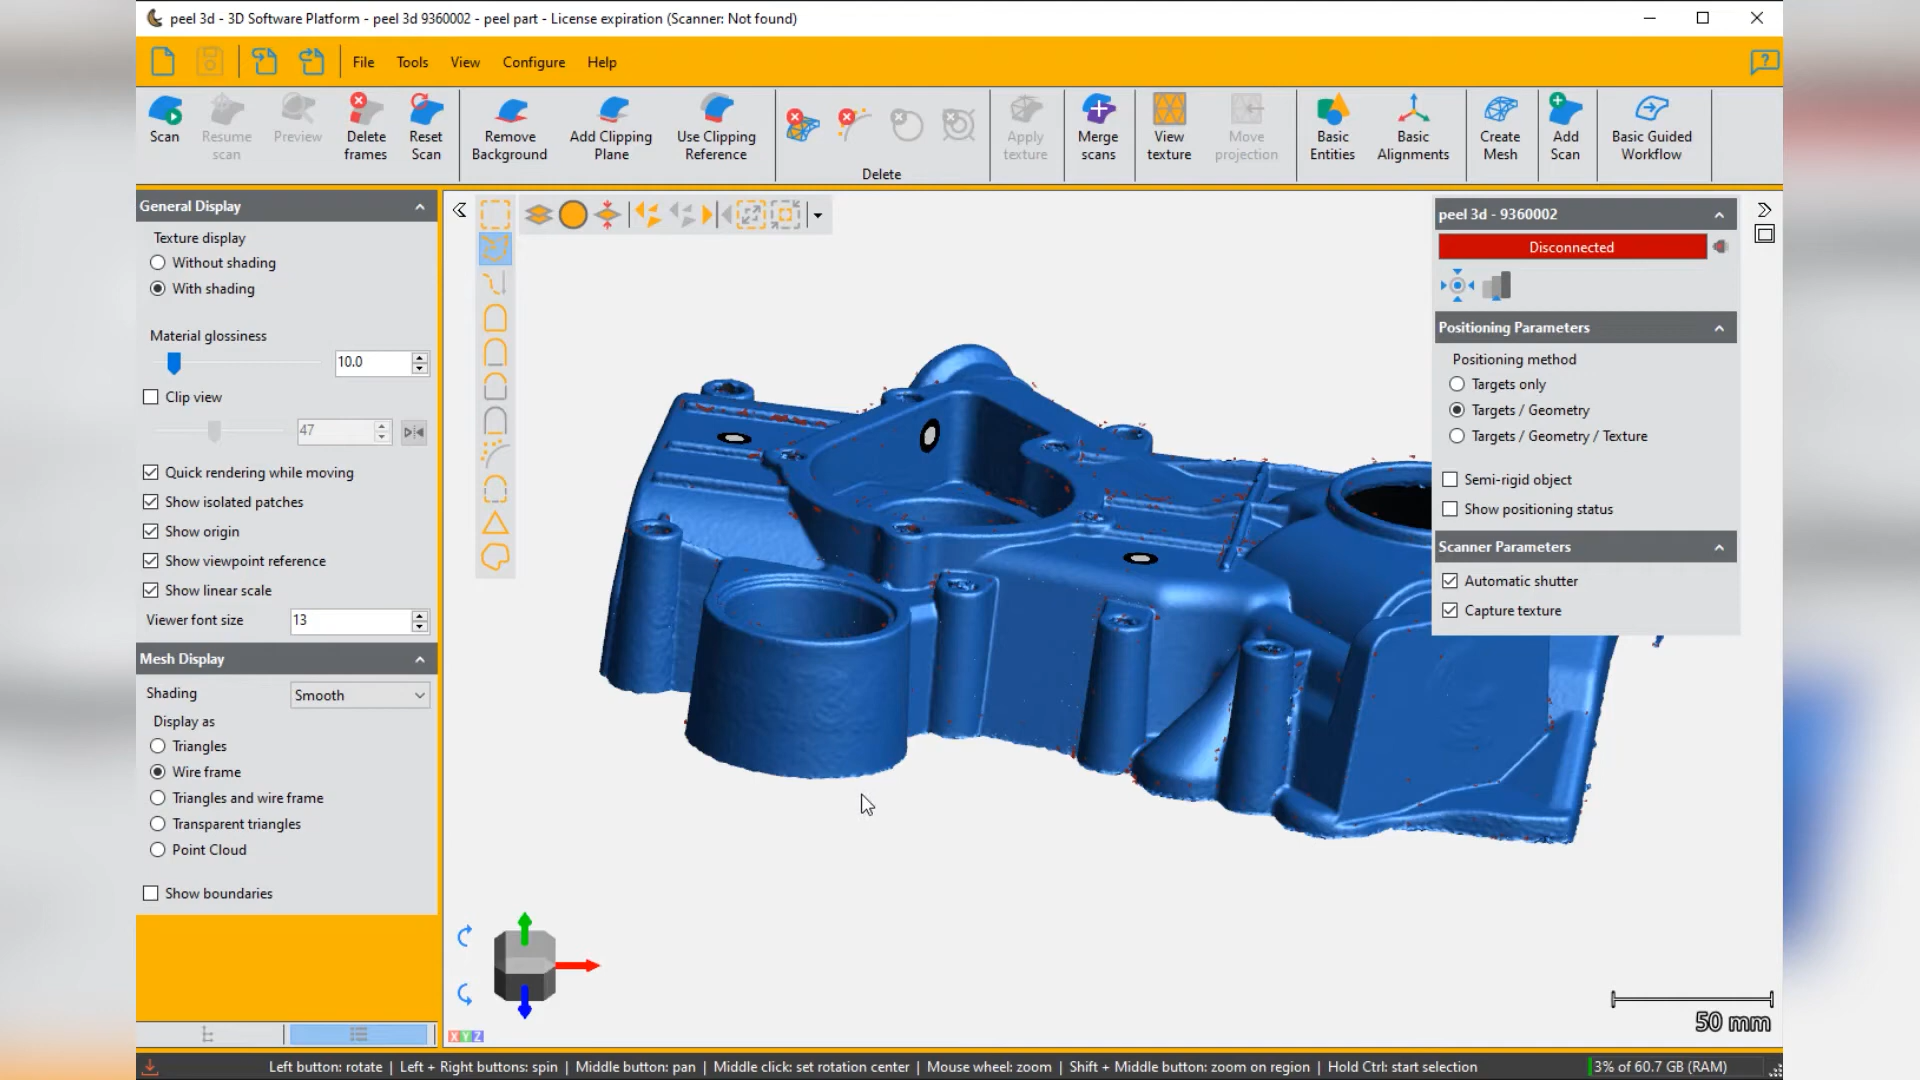 peel 3d - 3D Software Platform - peel 3d 9360002 - peel part - License expiration (Scanner: Not found)
File Tools View Configure Help
Scan
Resume scan
Preview
Delete frames
Reset Scan
Remove Background
Add Clipping Plane
Use Clipping Reference
Delete
Apply texture
Merge scans
View texture
Move projection
Basic Entities
Basic Alignments
Create Mesh
Add Scan
Basic Guided Workflow
General Display
Texture display
Without shading
With shading
Material glossiness
10.0
Clip view
47
Quick rendering while moving
Show isolated patches
Show origin
Show viewpoint reference
Show linear scale
Viewer font size 13
Mesh Display
Shading Smooth
Display as
Triangles
Wire frame
Triangles and wire frame
Transparent triangles
Point Cloud
Show boundaries
peel 3d - 9360002
Disconnected
Positioning Parameters
Positioning method
Targets only
Targets / Geometry
Targets / Geometry / Texture
Semi-rigid object
Show positioning status
Scanner Parameters
Automatic shutter
Capture texture
XYZ
50 mm
Left button: rotate | Left + Right buttons: spin | Middle button: pan | Middle click: set rotation center | Mouse wheel: zoom | Shift + Middle button: zoom on region | Hold Ctrl: start selection
3% of 60.7 GB (RAM)